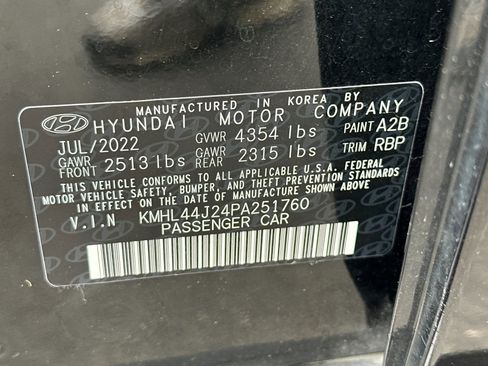 MANUFACTURED IN KOREA BY
HYUNDAI MOTOR COMPANY
JUL/2022 GVWR 4354 lbs PAINT A2B
GAWR FRONT 2513 lbs GAWR REAR 2315 lbs TRIM RBP
THIS VEHICLE CONFORMS TO ALL APPLICABLE U.S.A. FEDERAL
MOTOR VEHICLE SAFETY, BUMPER, AND THEFT PREVENTION STANDARDS
IN EFFECT ON THE DATE OF MANUFACTURE SHOWN ABOVE.
V.I.N KMHL44J24PA251760
PASSENGER CAR